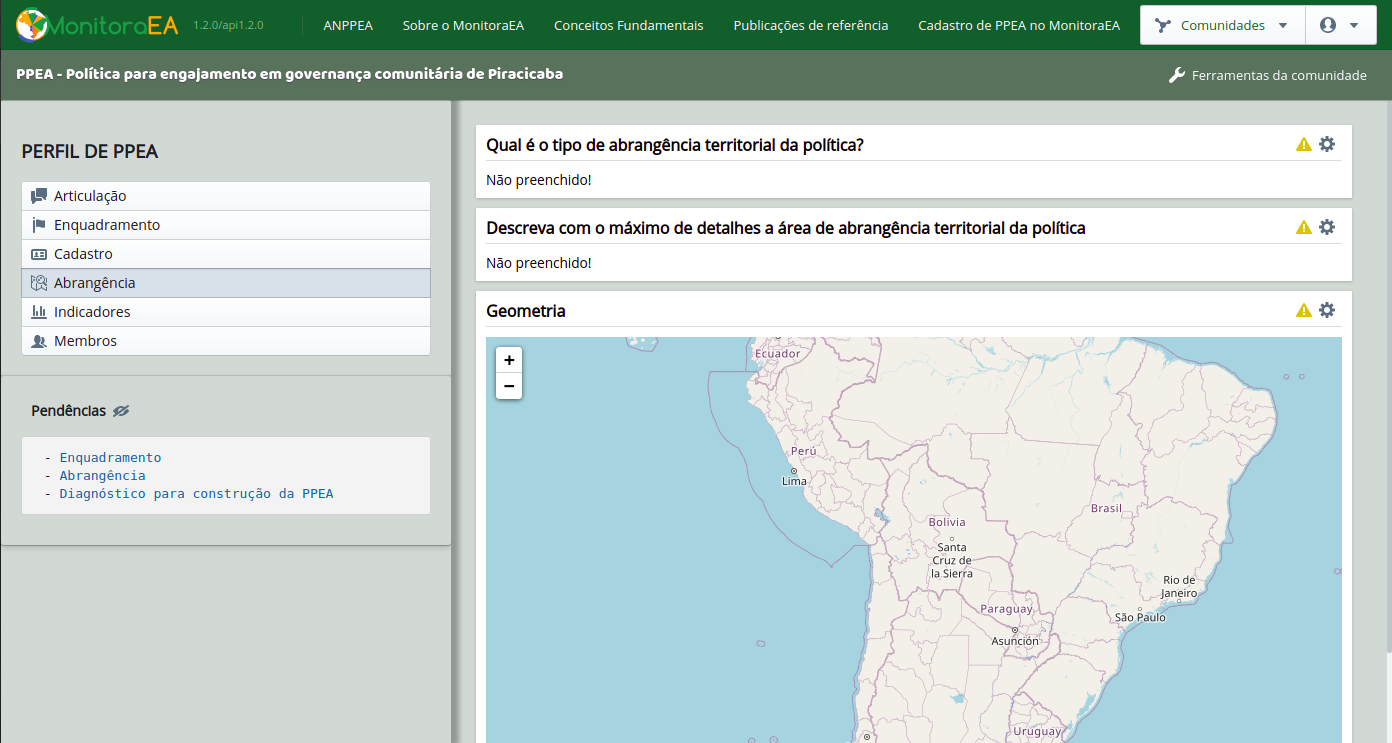 MonitoraEA 1.2.0/api1.2.0 ANPPEA Sobre o MonitoraEA Conceitos Fundamentais Publicações de referência Cadastro de PPEA no MonitoraEA Comunidades
PPEA - Política para engajamento em governança comunitária de Piracicaba Ferramentas da comunidade
PERFIL DE PPEA
Articulação
Enquadramento
Cadastro
Abrangência
Indicadores
Membros
Pendências
- Enquadramento
- Abrangência
- Diagnóstico para construção da PPEA
Qual é o tipo de abrangência territorial da política?
Não preenchido!
Descreva com o máximo de detalhes a área de abrangência territorial da política
Não preenchido!
Geometria
+
−
Ecuador
Perú
Lima
Brasil
Bolivia
Santa
Cruz de
la Sierra
Rio de
Janeiro
Paraguay
São Paulo
Asunción
Uruguay